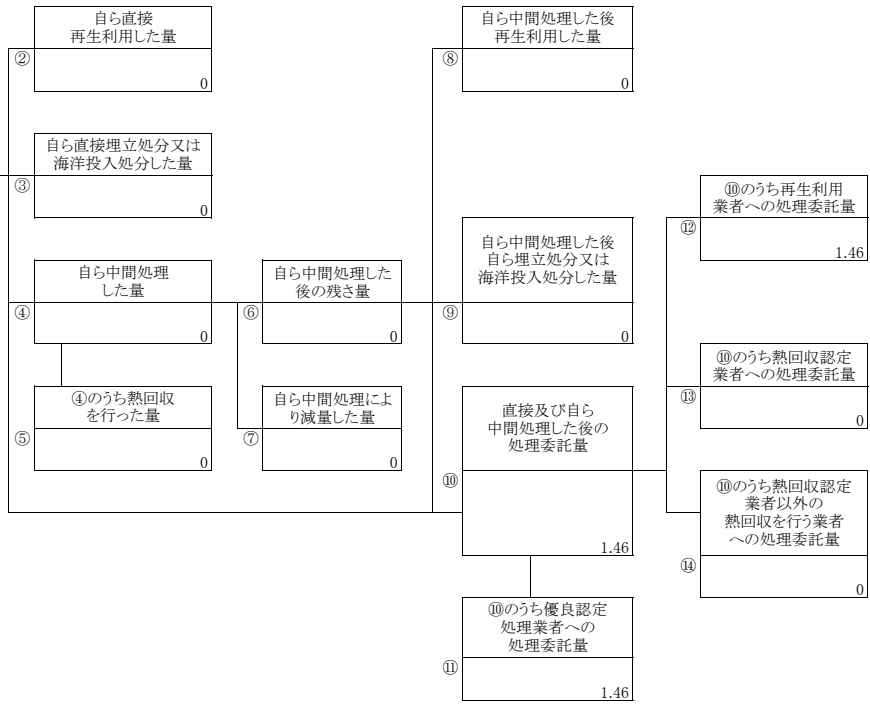 自ら直接
再生利用した量
②
0
自ら直接埋立処分又は
海洋投入処分した量
③
0
自ら中間処理
した量
④
0
④のうち熱回収
を行った量
⑤
0
自ら中間処理した
後の残さ量
⑥
0
自ら中間処理によ
り減量した量
⑦
0
自ら中間処理した後
再生利用した量
⑧
0
自ら中間処理した後
自ら埋立処分又は
海洋投入処分した量
⑨
0
直接及び自ら
中間処理した後の
処理委託量
⑩
1.46
⑩のうち優良認定
処理業者への
処理委託量
⑪
1.46
⑩のうち再生利用
業者への処理委託量
⑫
1.46
⑩のうち熱回収認定
業者への処理委託量
⑬
0
⑩のうち熱回収認定
業者以外の
熱回収を行う業者
への処理委託量
⑭
0